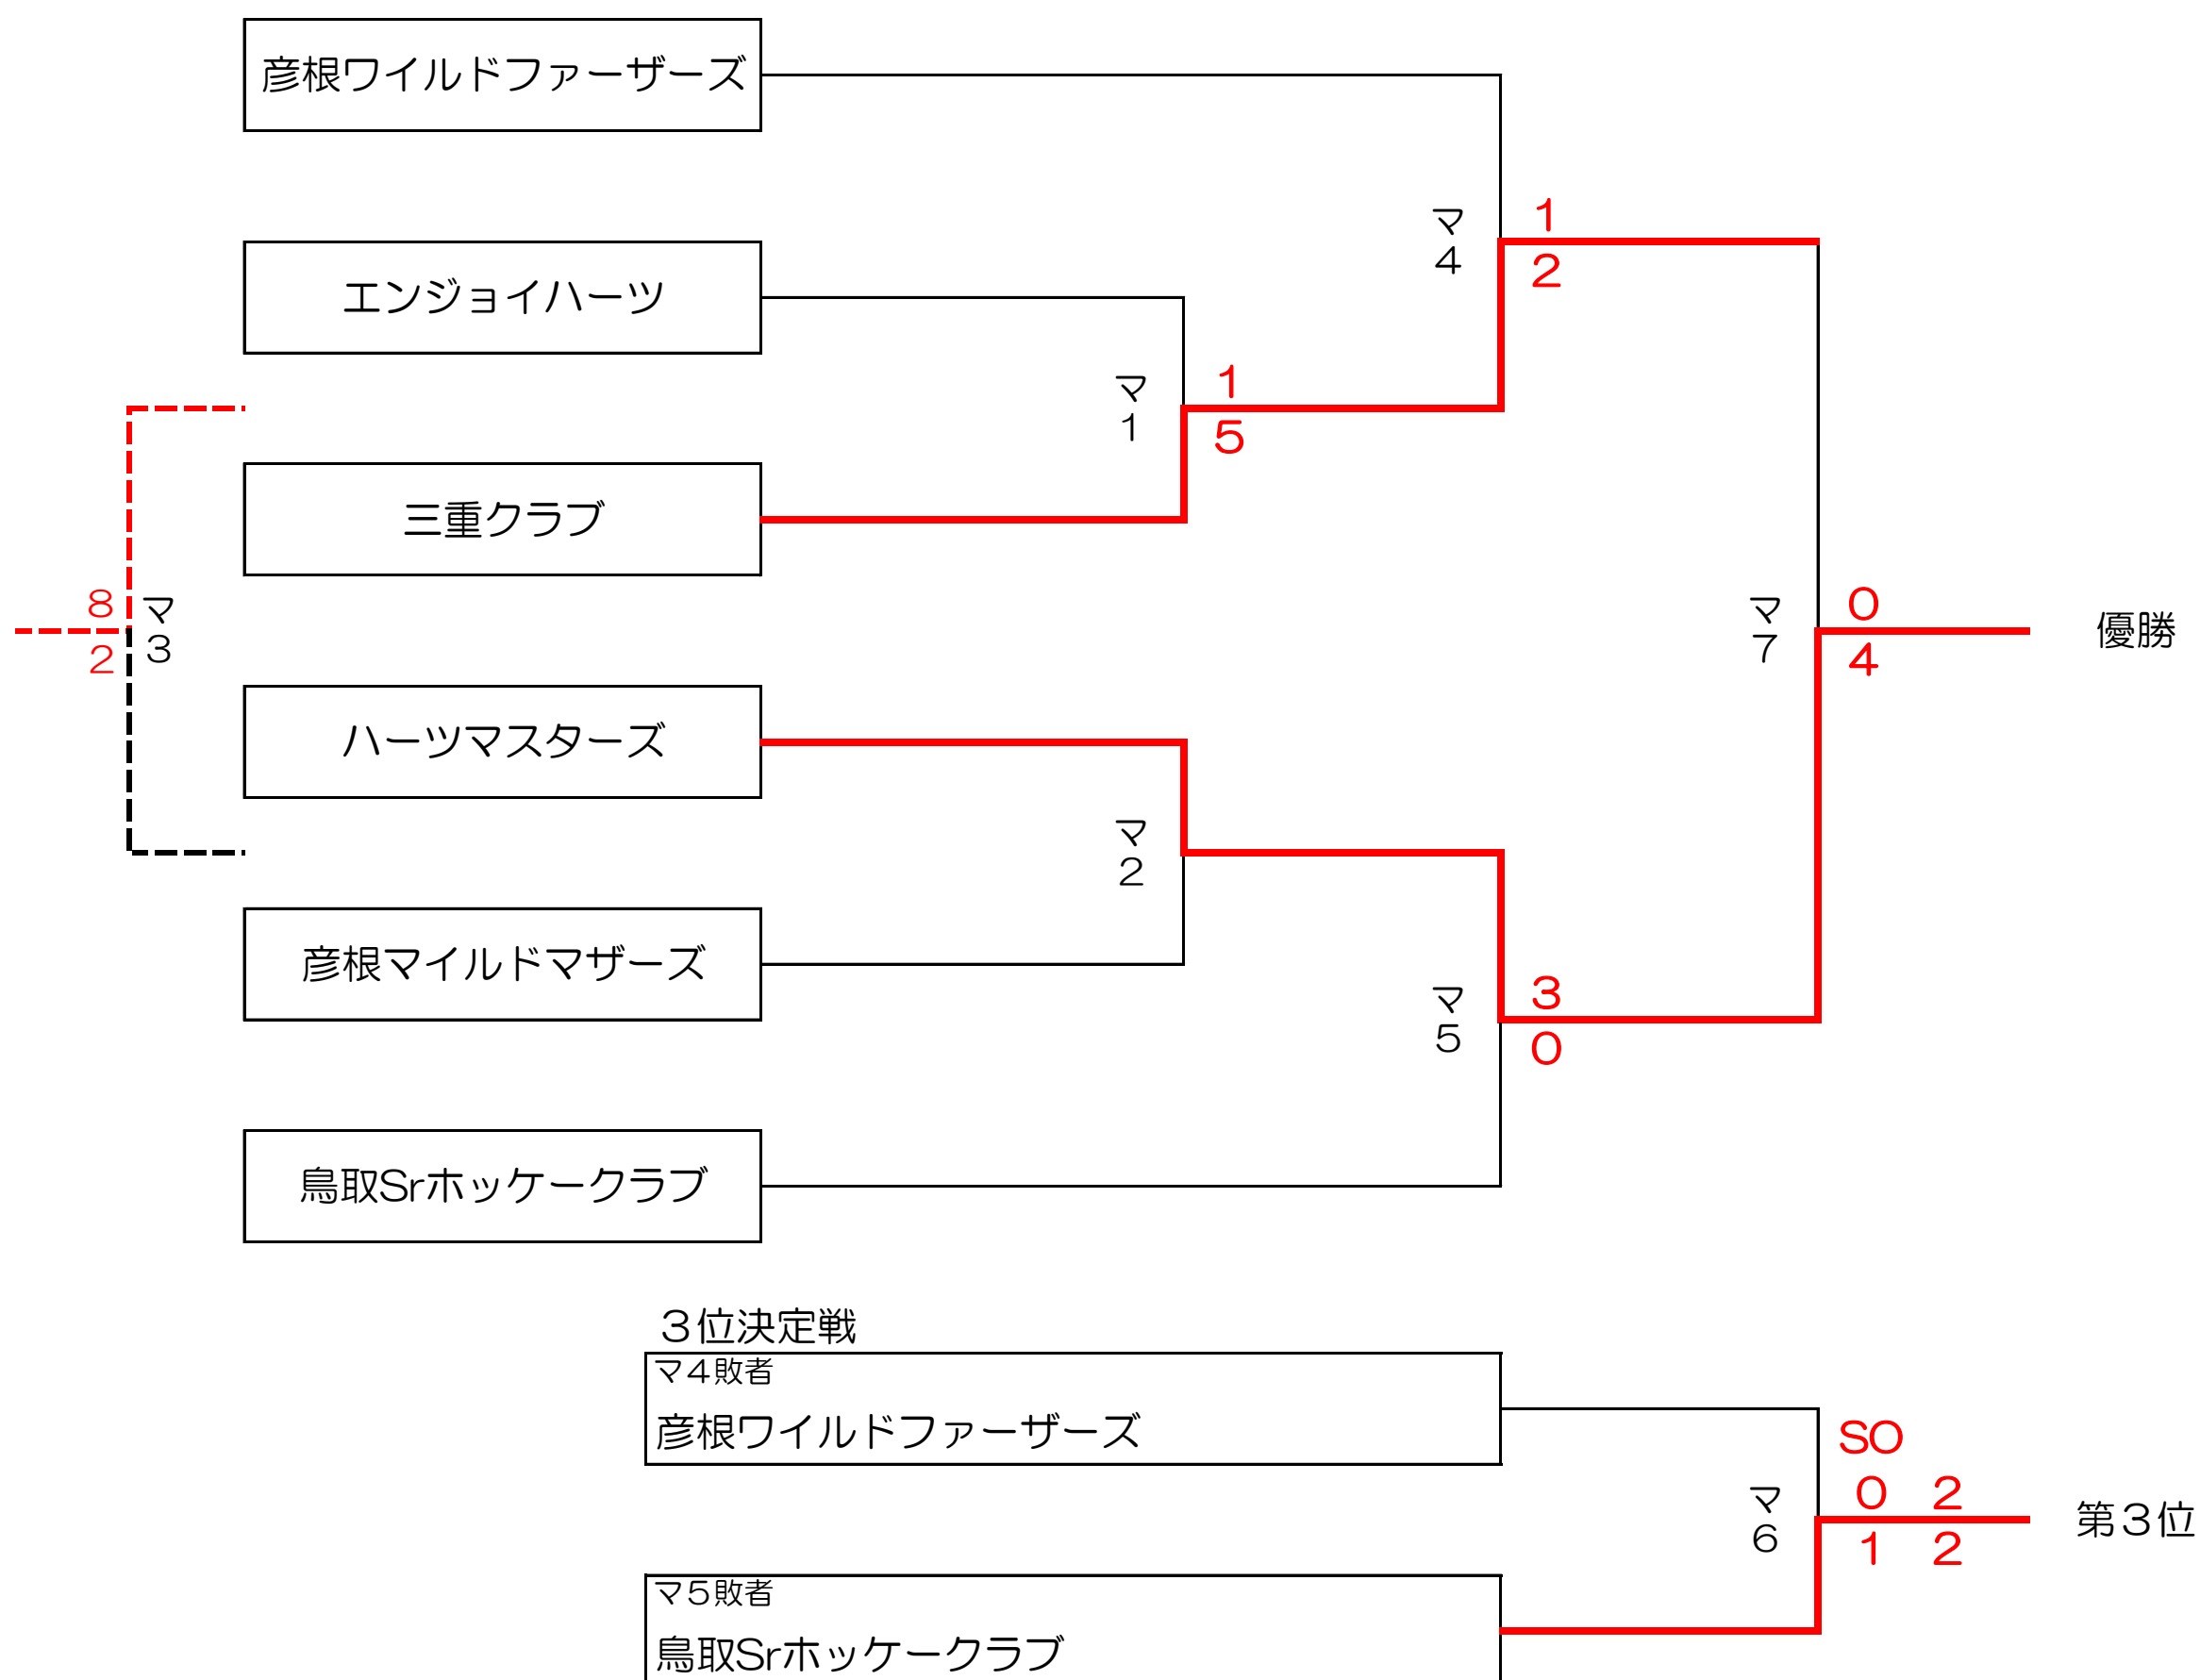 彦根ワイルドファーザーズ
マ4
1
2
エンジョイハーツ
マ1
1
5
三重クラブ
8
2
マ3
マ7
0
4
優勝
ハーツマスターズ
マ2
彦根マイルドマザーズ
マ5
3
0
鳥取Srホッケークラブ
３位決定戦
マ4敗者
彦根ワイルドファーザーズ
SO
マ6
0 2
1 2
第３位
マ5敗者
鳥取Srホッケークラブ